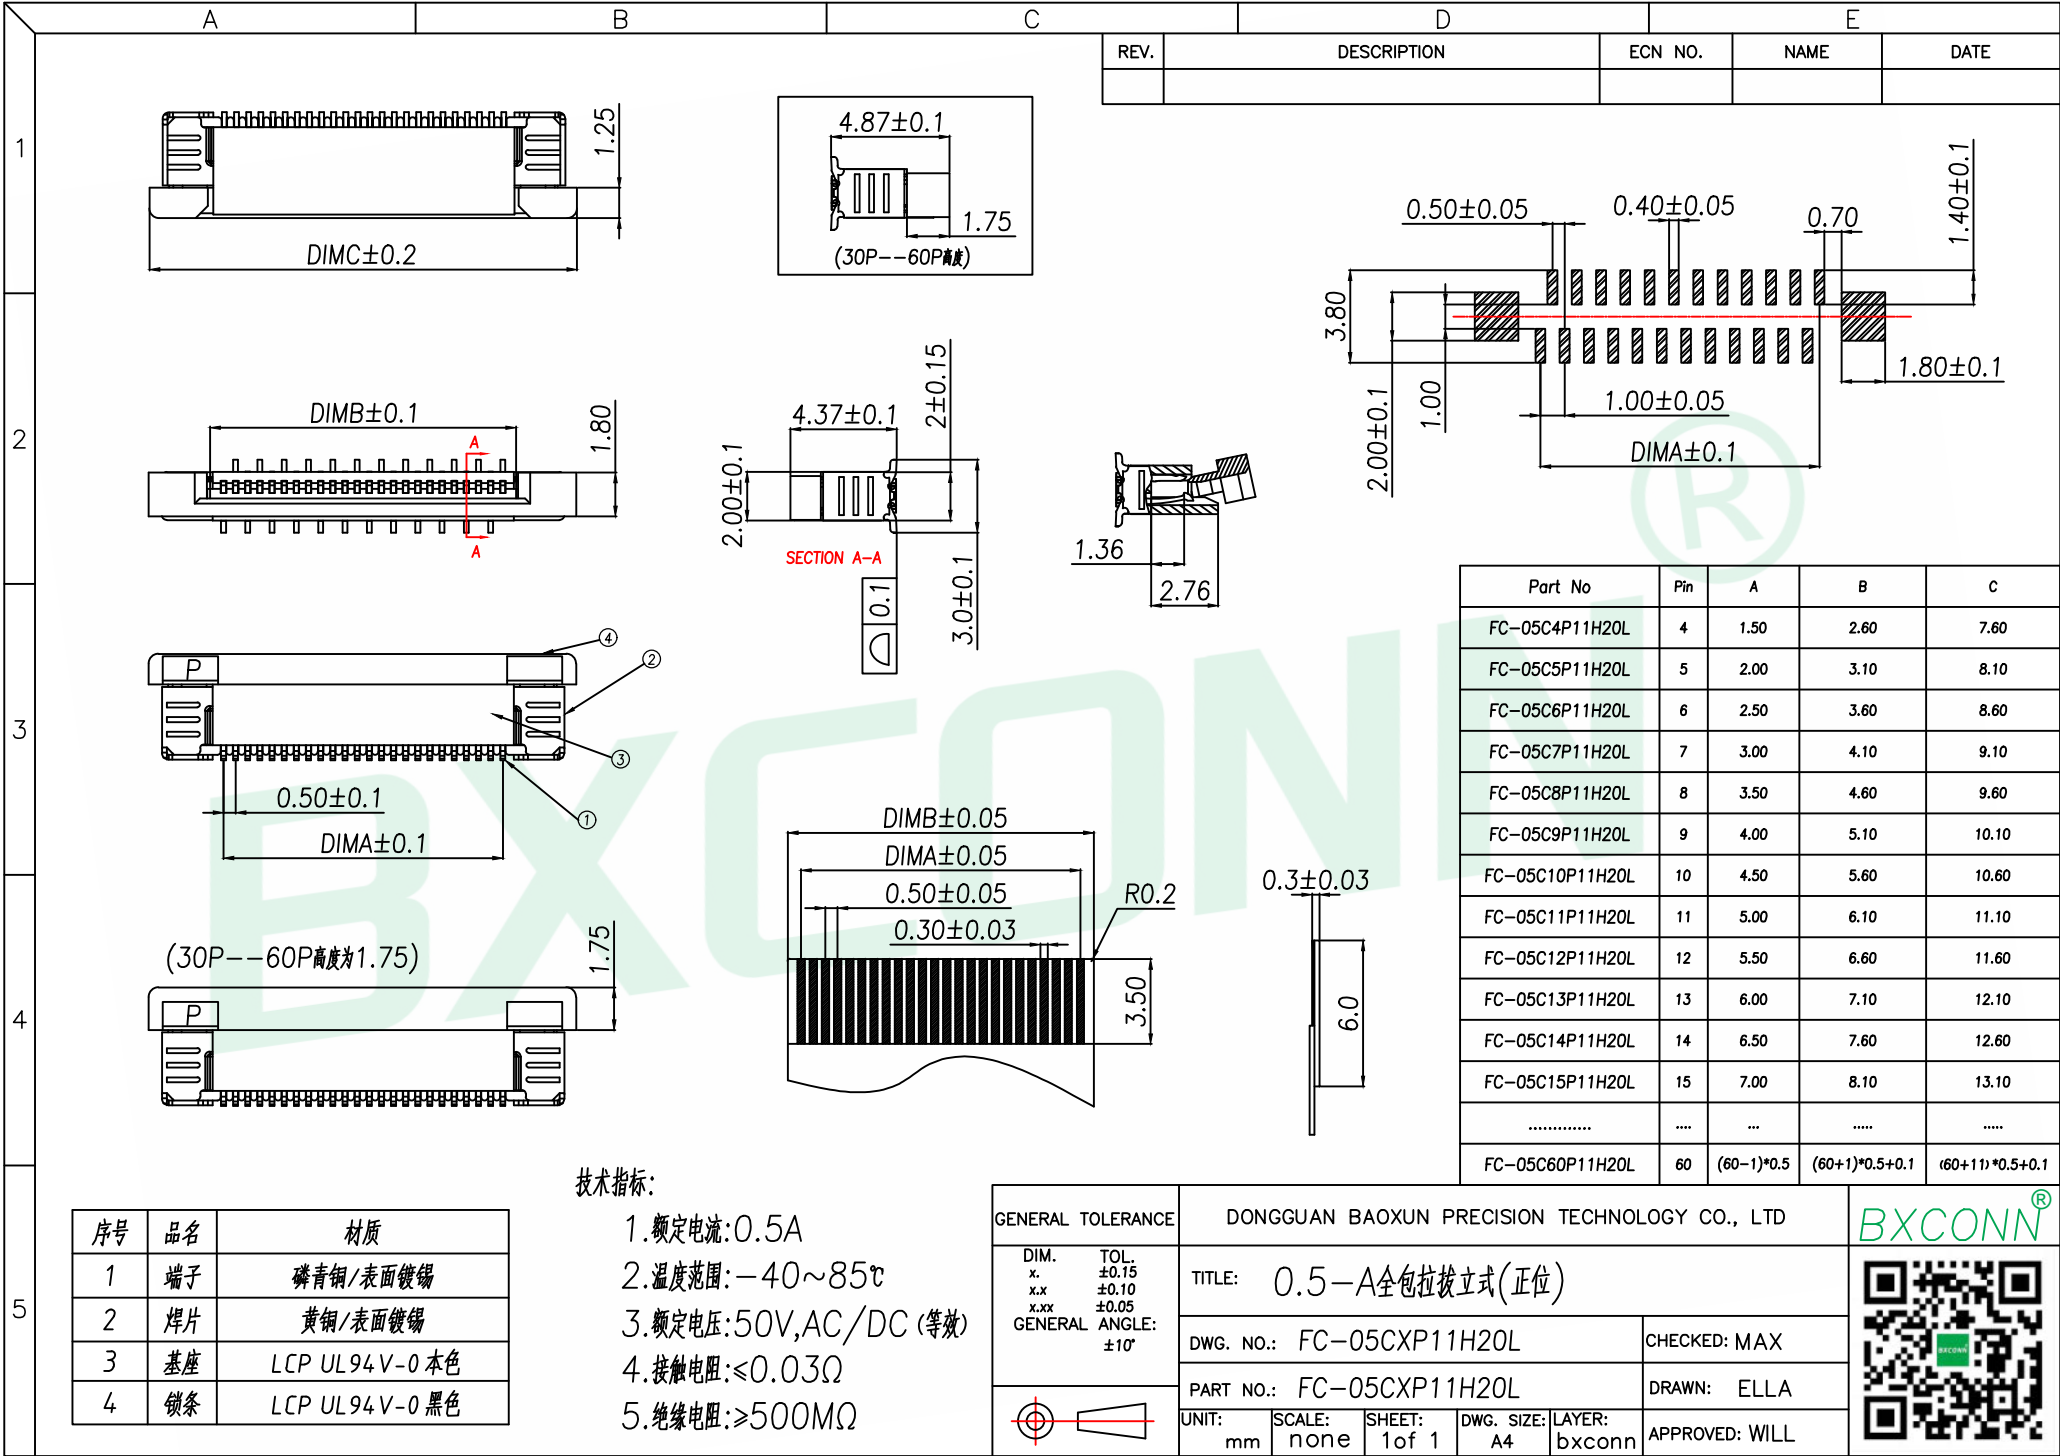 A B C D E
REV. DESCRIPTION ECN NO. NAME DATE
1
2
3
4
5
1.25
DIMC±0.2
4.87±0.1
1.75
(30P--60P高度)
0.50±0.05
0.40±0.05
0.70
1.40±0.1
3.80
2.00±0.1
1.00
1.00±0.05
DIMA±0.1
1.80±0.1
DIMB±0.1
1.80
A
A
4.37±0.1
2±0.15
2.00±0.1
SECTION A-A
0.1
3.0±0.1
1.36
2.76
P
④
②
③
①
0.50±0.1
DIMA±0.1
(30P--60P高度为1.75)
1.75
P
DIMB±0.05
DIMA±0.05
0.50±0.05
0.30±0.03
R0.2
3.50
0.3±0.03
6.0
BXCONN®
Part No Pin A B C
FC-05C4P11H20L 4 1.50 2.60 7.60
FC-05C5P11H20L 5 2.00 3.10 8.10
FC-05C6P11H20L 6 2.50 3.60 8.60
FC-05C7P11H20L 7 3.00 4.10 9.10
FC-05C8P11H20L 8 3.50 4.60 9.60
FC-05C9P11H20L 9 4.00 5.10 10.10
FC-05C10P11H20L 10 4.50 5.60 10.60
FC-05C11P11H20L 11 5.00 6.10 11.10
FC-05C12P11H20L 12 5.50 6.60 11.60
FC-05C13P11H20L 13 6.00 7.10 12.10
FC-05C14P11H20L 14 6.50 7.60 12.60
FC-05C15P11H20L 15 7.00 8.10 13.10
............. .... ... ..... .....
FC-05C60P11H20L 60 (60-1)*0.5 (60+1)*0.5+0.1 (60+11)*0.5+0.1
序号 品名 材质
1 端子 磷青铜/表面镀锡
2 焊片 黄铜/表面镀锡
3 基座 LCP UL94V-0 本色
4 锁条 LCP UL94V-0 黑色
技术指标:
1.额定电流:0.5A
2.温度范围:-40~85℃
3.额定电压:50V,AC/DC (等效)
4.接触电阻:≤0.03Ω
5.绝缘电阻:≥500MΩ
GENERAL TOLERANCE
DIM. TOL.
x. ±0.15
x.x ±0.10
x.xx ±0.05
GENERAL ANGLE:
±10°
DONGGUAN BAOXUN PRECISION TECHNOLOGY CO., LTD
TITLE: 0.5-A全包拉拔立式(正位)
DWG. NO.: FC-05CXP11H20L
CHECKED: MAX
PART NO.: FC-05CXP11H20L
DRAWN: ELLA
UNIT: mm
SCALE: none
SHEET: 1of 1
DWG. SIZE: A4
LAYER: bxconn
APPROVED: WILL
BXCONN®
BXCONN